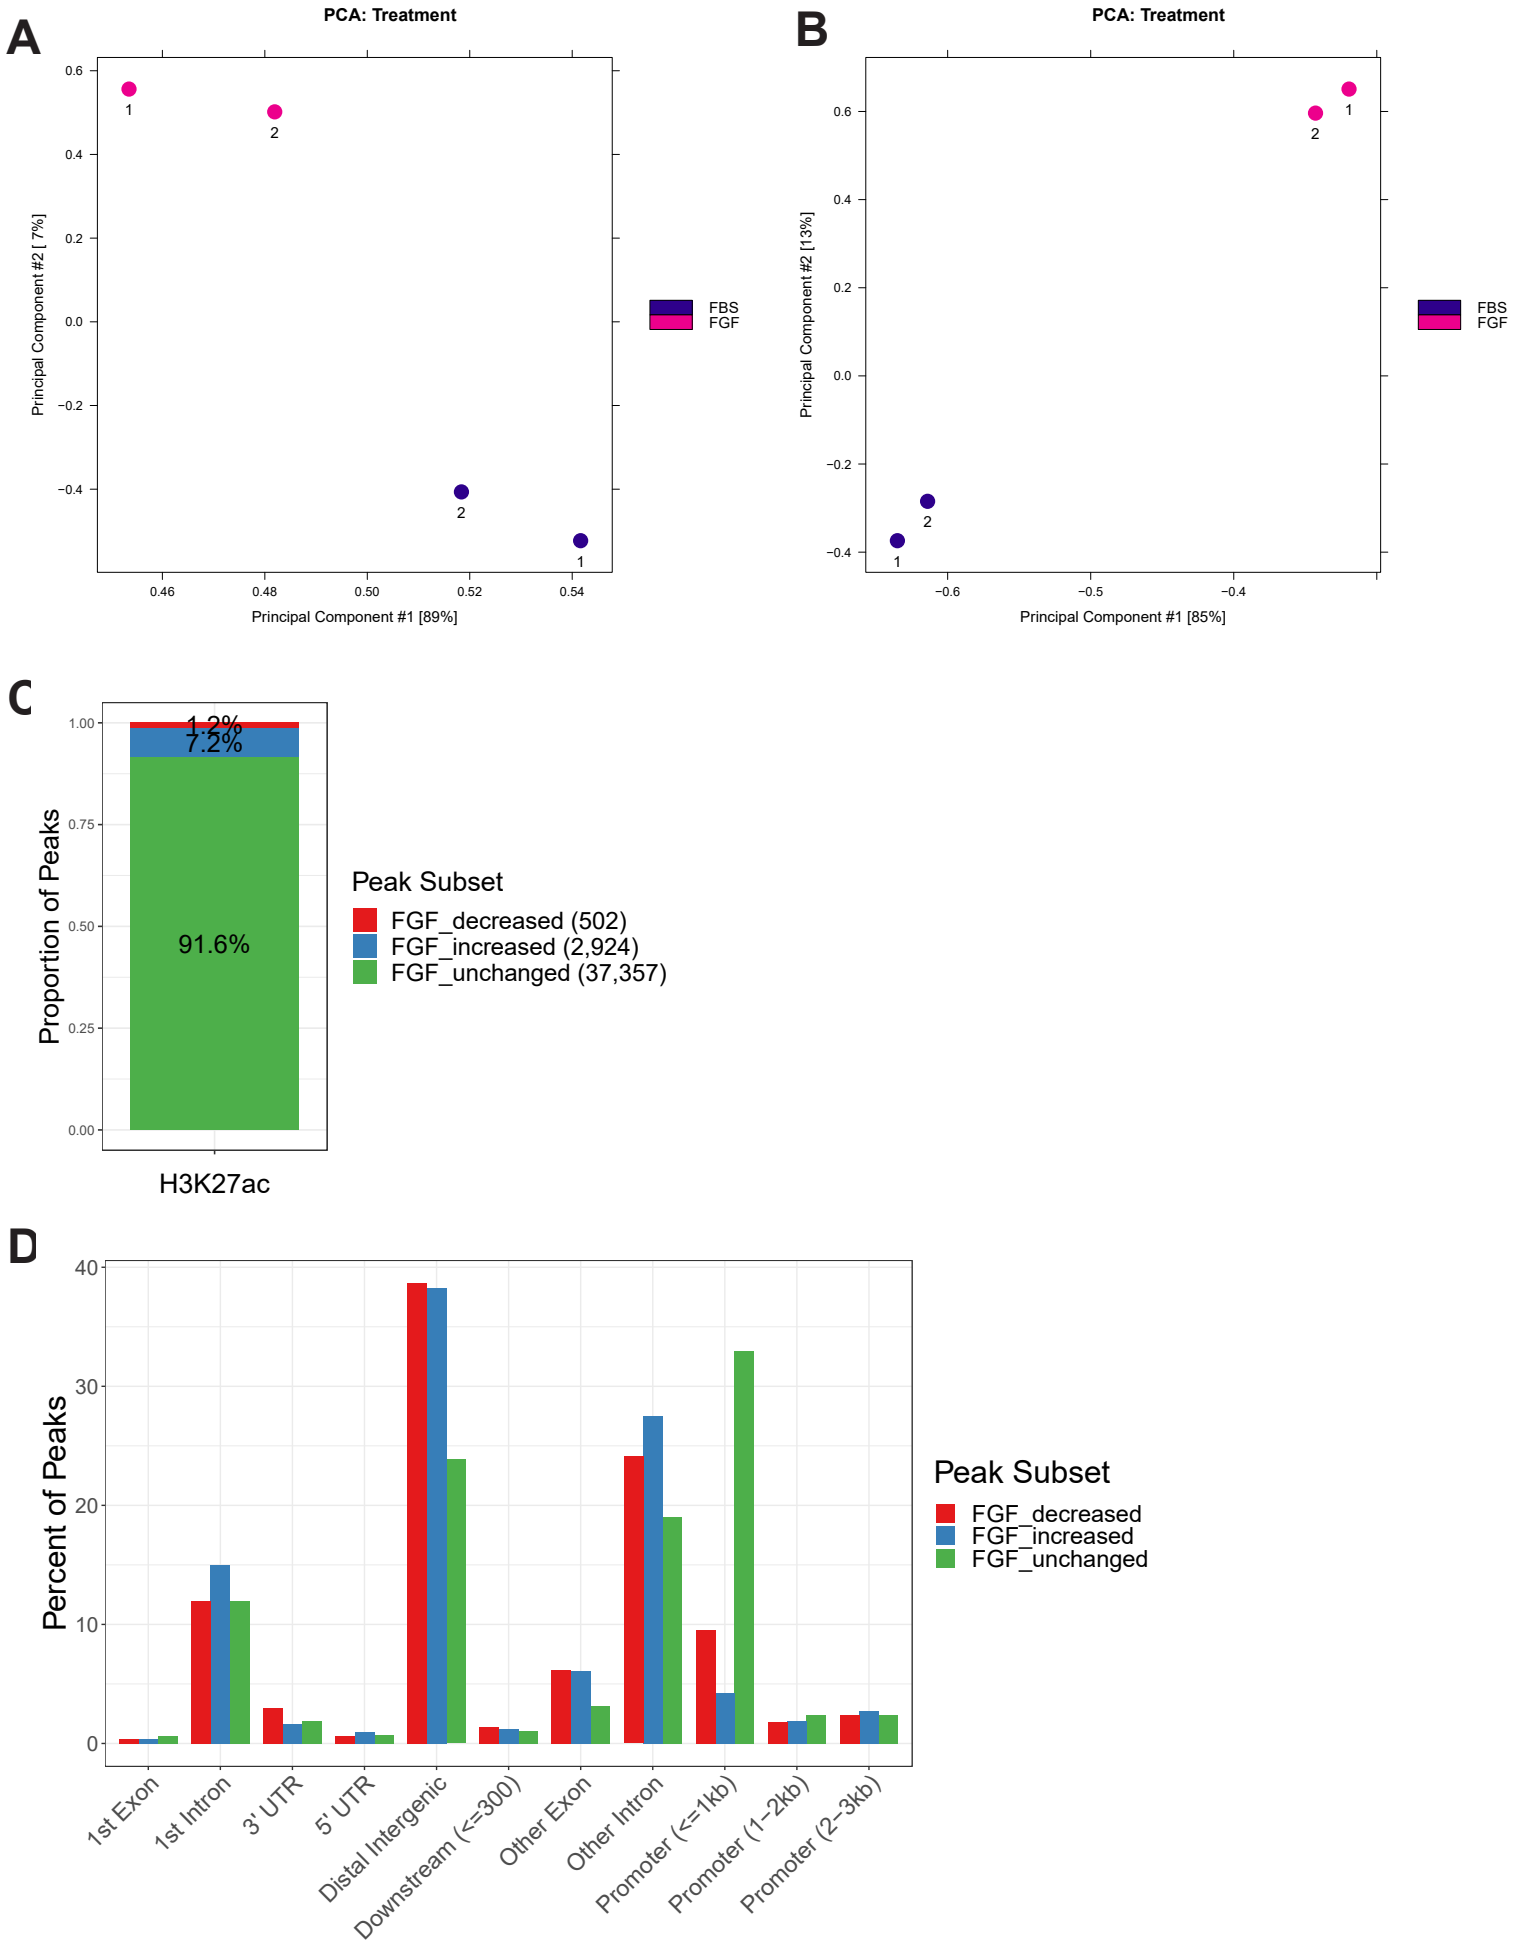 A
PCA: Treatment
Principal Component #2 [ 7%]
0.6
0.4
0.2
0.0
−0.2
−0.4
1
2
2
1
0.46
0.48
0.50
0.52
0.54
Principal Component #1 [89%]
FBS
FGF
B
PCA: Treatment
Principal Component #2 [13%]
0.6
0.4
0.2
0.0
−0.2
−0.4
1
2
2
1
−0.6
−0.5
−0.4
Principal Component #1 [85%]
FBS
FGF
C
Proportion of Peaks
1.00
0.75
0.50
0.25
0.00
1.2%
7.2%
91.6%
H3K27ac
Peak Subset
FGF_decreased (502)
FGF_increased (2,924)
FGF_unchanged (37,357)
D
Percent of Peaks
40
30
20
10
0
1st Exon
1st Intron
3' UTR
5' UTR
Distal Intergenic
Downstream (<=300)
Other Exon
Other Intron
Promoter (<=1kb)
Promoter (1−2kb)
Promoter (2−3kb)
Peak Subset
FGF_decreased
FGF_increased
FGF_unchanged